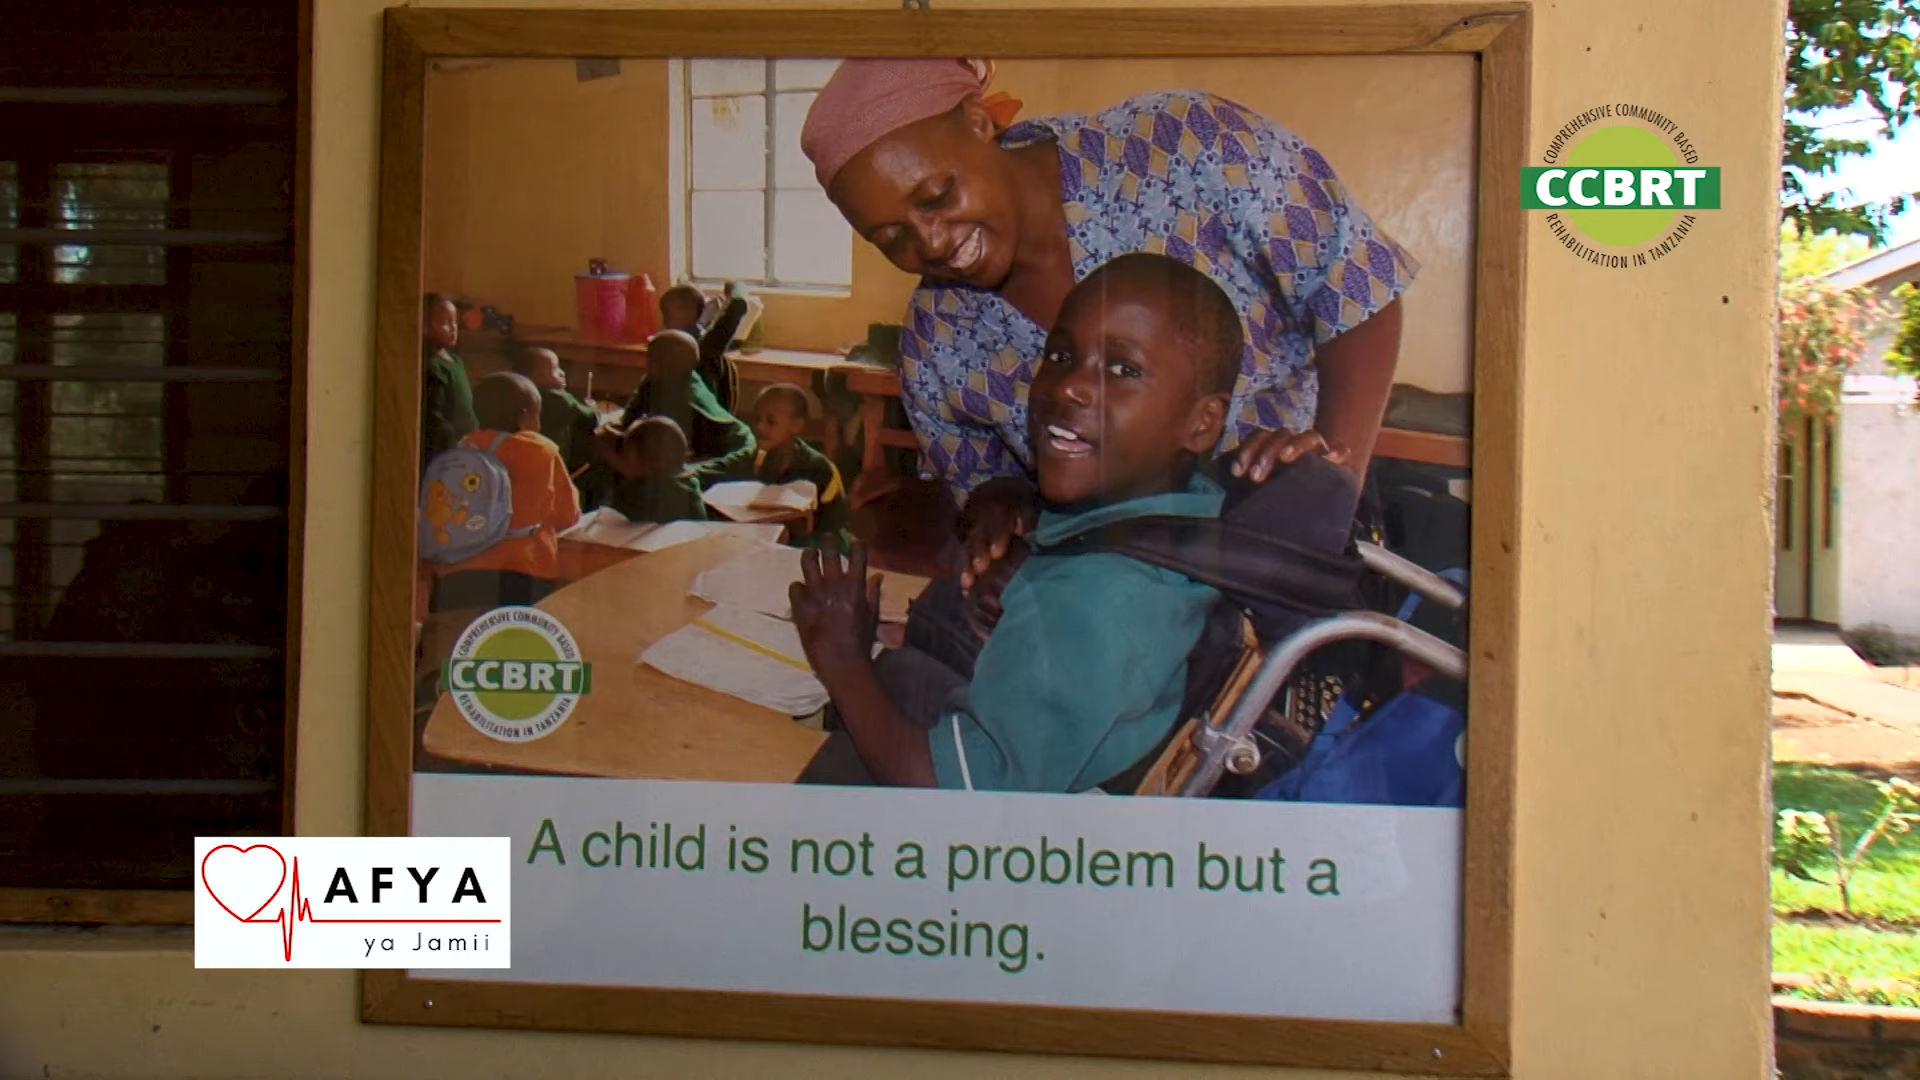 COMPREHENSIVE COMMUNITY BASED
CCBRT
REHABILITATION IN TANZANIA
COMPREHENSIVE COMMUNITY BASED
CCBRT
REHABILITATION IN TANZANIA
A child is not a problem but a
blessing.
AFYA
ya Jamii